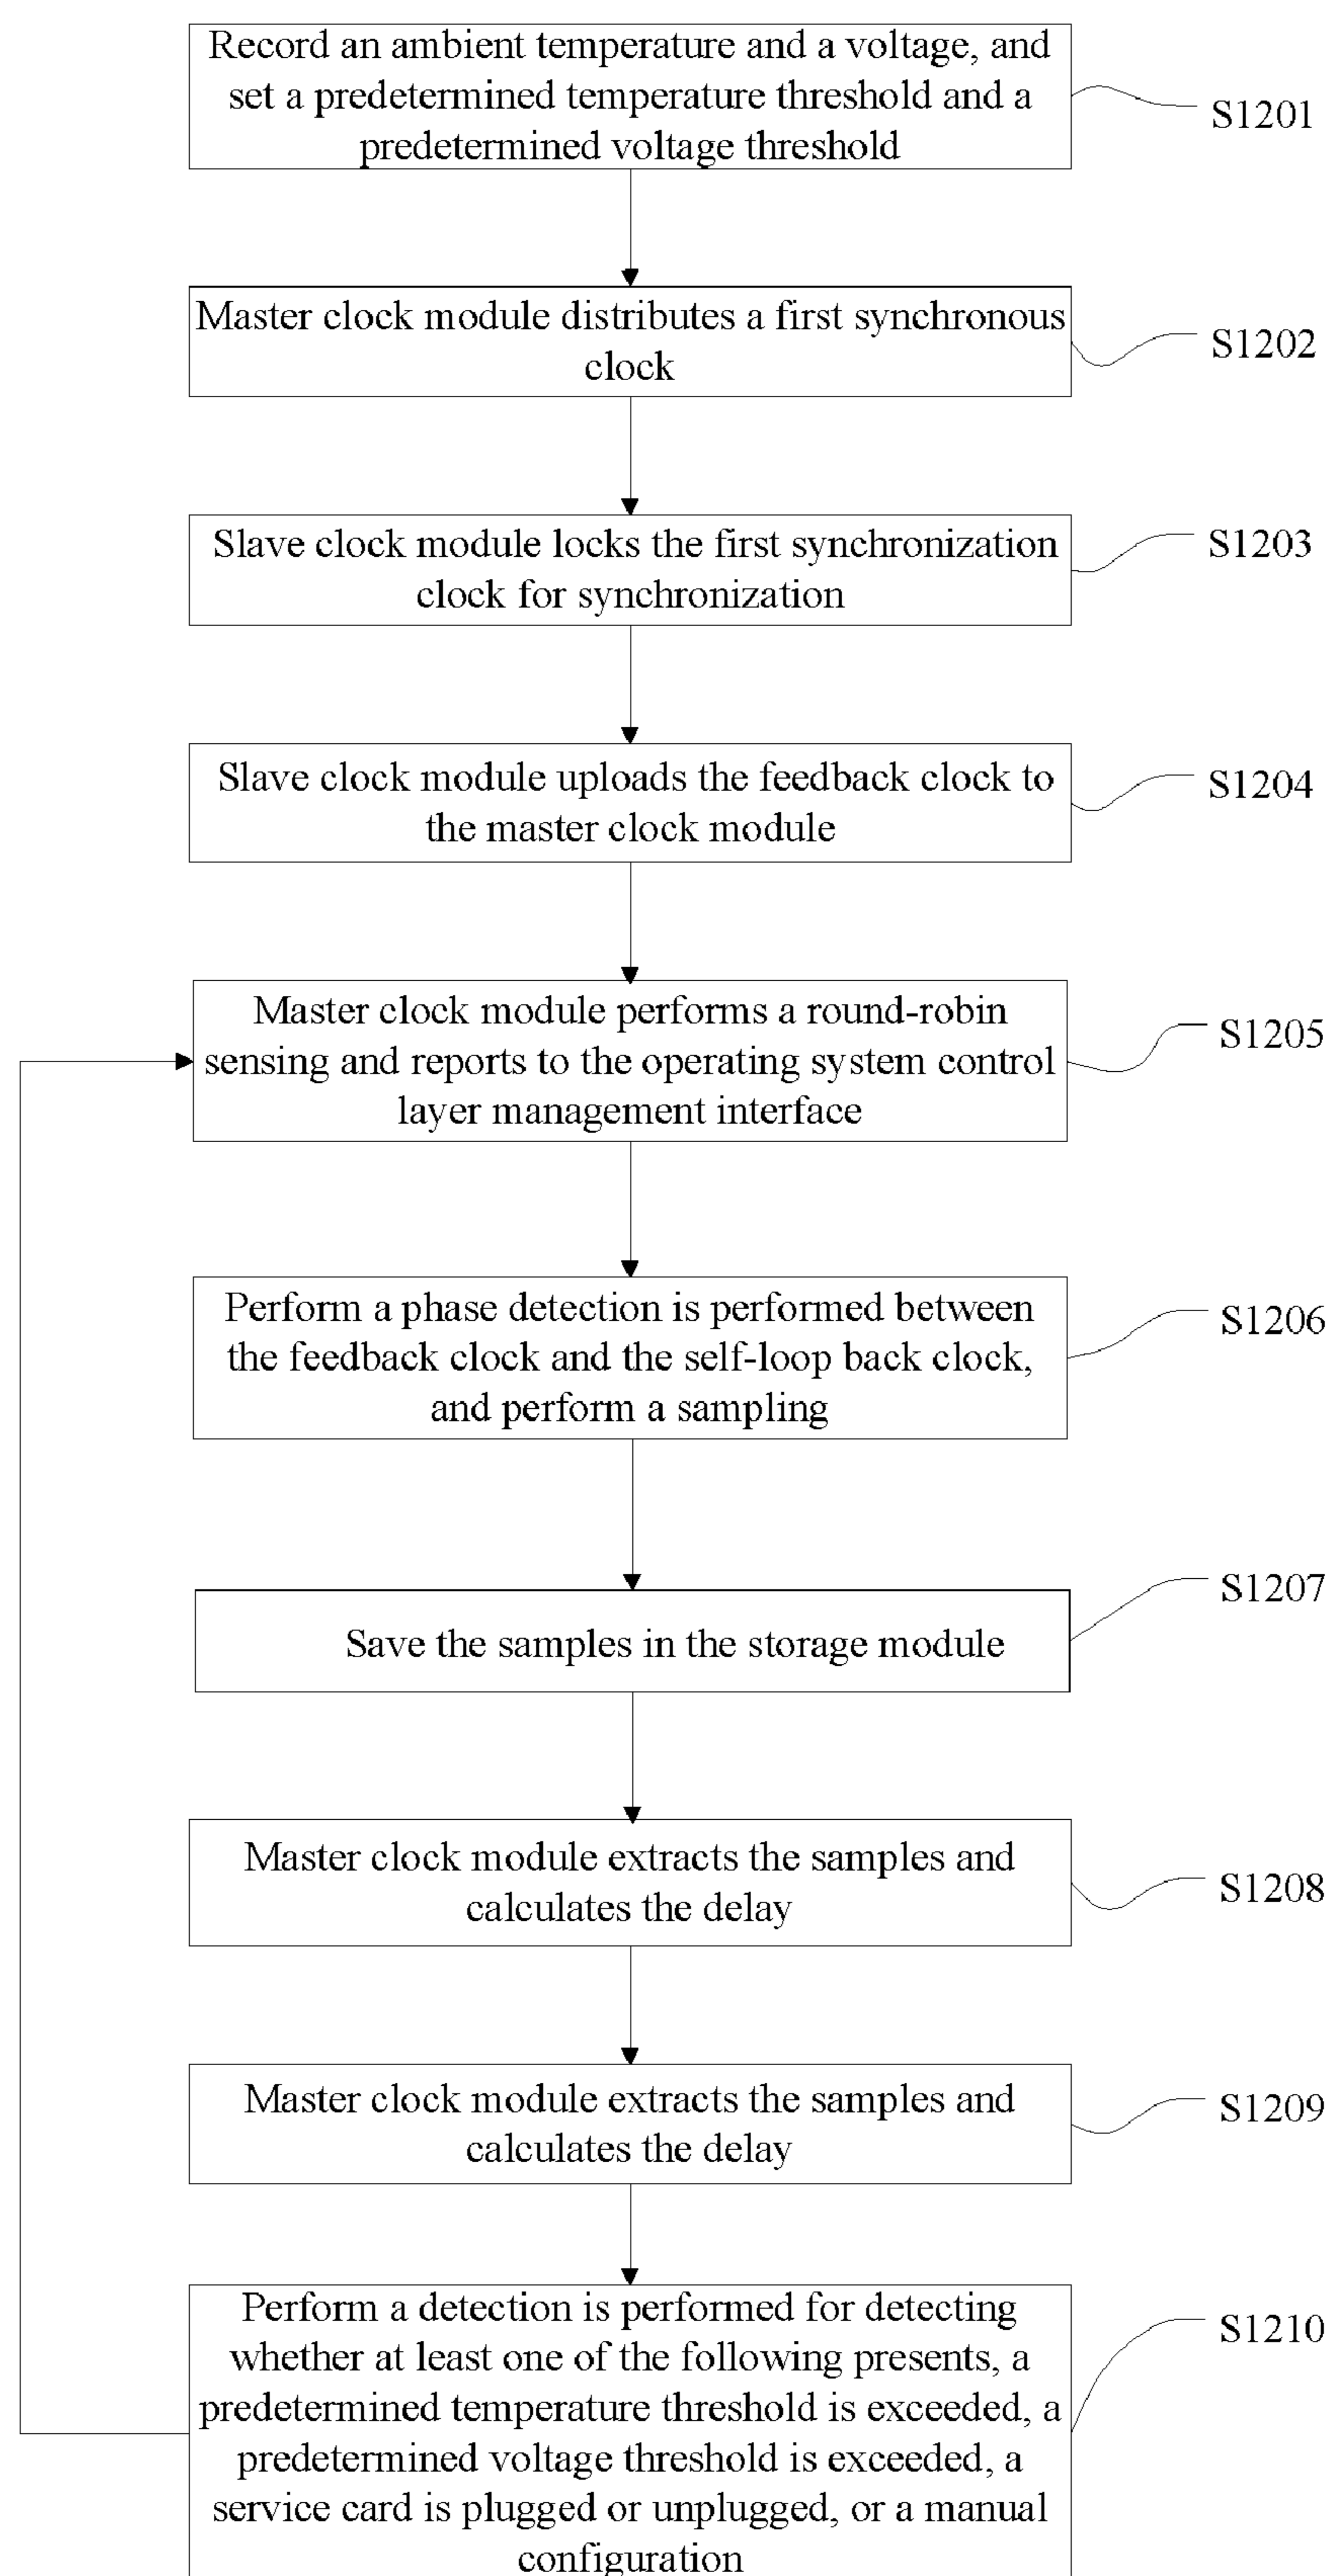 Record an ambient temperature and a voltage, and
set a predetermined temperature threshold and a
predetermined voltage threshold
S1201
Master clock module distributes a first synchronous
clock
S1202
Slave clock module locks the first synchronization
clock for synchronization
S1203
Slave clock module uploads the feedback clock to
the master clock module
S1204
Master clock module performs a round-robin
sensing and reports to the operating system control
layer management interface
S1205
Perform a phase detection is performed between
the feedback clock and the self-loop back clock,
and perform a sampling
S1206
Save the samples in the storage module
S1207
Master clock module extracts the samples and
calculates the delay
S1208
Master clock module extracts the samples and
calculates the delay
S1209
Perform a detection is performed for detecting
whether at least one of the following presents, a
predetermined temperature threshold is exceeded, a
predetermined voltage threshold is exceeded, a
service card is plugged or unplugged, or a manual
configuration
S1210